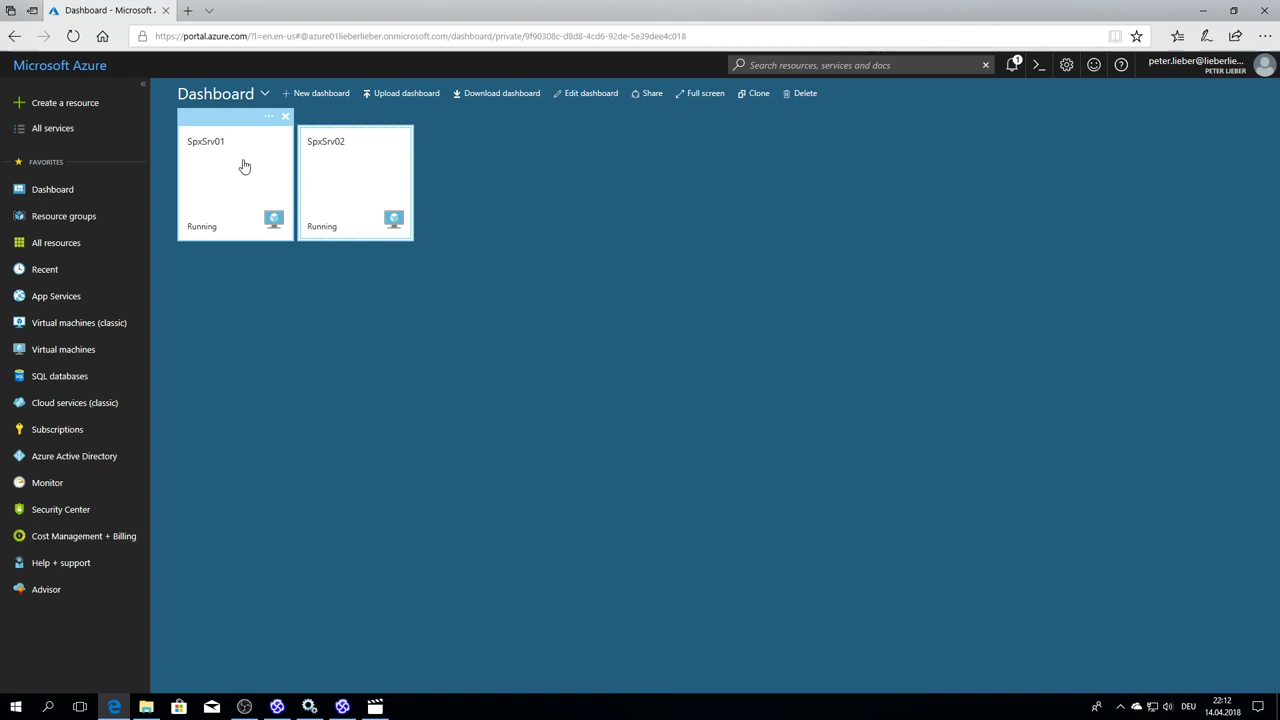 Dashboard - Microsoft A
https://portal.azure.com/?l=en.en-us#@azure01lieberlieber.onmicrosoft.com/dashboard/private/9f90308c-d8d8-4cd6-92de-5e39dee4c018
Microsoft Azure
Search resources, services and docs
1
peter.lieber@lieberlie...
PETER LIEBER
Dashboard
New dashboard
Upload dashboard
Download dashboard
Edit dashboard
Share
Full screen
Clone
Delete
Create a resource
All services
FAVORITES
Dashboard
Resource groups
All resources
Recent
App Services
Virtual machines (classic)
Virtual machines
SQL databases
Cloud services (classic)
Subscriptions
Azure Active Directory
Monitor
Security Center
Cost Management + Billing
Help + support
Advisor
SpxSrv01
Running
SpxSrv02
Running
DEU
22:12
14.04.2018